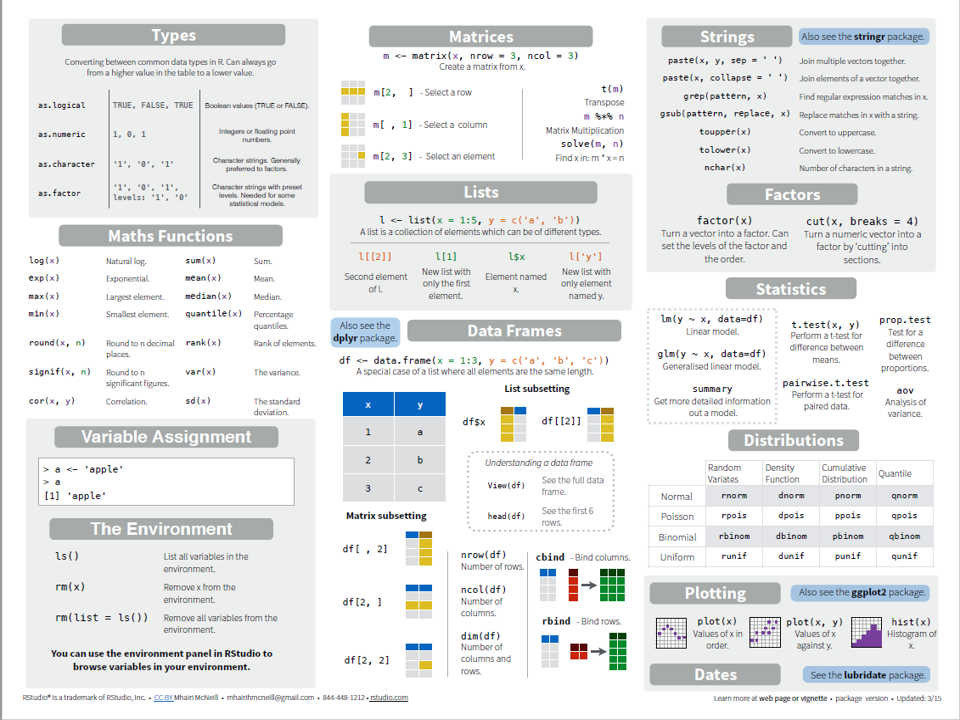 Types
Converting between common data types in R. Can always go
from a higher value in the table to a lower value.
as.logical TRUE, FALSE, TRUE Boolean values (TRUE or FALSE).
as.numeric 1, 0, 1 Integers or floating point
numbers.
as.character '1', '0', '1' Character strings. Generally
preferred to factors.
as.factor '1', '0', '1',
levels: '1', '0'
Character strings with preset
levels. Needed for some
statistical models.
Maths Functions
log(x) Natural log. sum(x) Sum.
exp(x) Exponential. mean(x) Mean.
max(x) Largest element. median(x) Median.
min(x) Smallest element. quantile(x) Percentage
quantiles.
round(x, n) Round to n decimal
places.
rank(x) Rank of elements.
signif(x, n) Round to n
significant figures.
var(x) The variance.
cor(x, y) Correlation. sd(x) The standard
deviation.
Variable Assignment
> a <- 'apple'
> a
[1] 'apple'
The Environment
ls() List all variables in the
environment.
rm(x) Remove x from the
environment.
rm(list = ls()) Remove all variables from the
environment.
You can use the environment panel in RStudio to
browse variables in your environment.
Matrices
m <- matrix(x, nrow = 3, ncol = 3)
Create a matrix from x.
m[2, ] - Select a row
m[ , 1] - Select a column
m[2, 3] - Select an element
t(m)
Transpose
m %*% n
Matrix Multiplication
solve(m, n)
Find x in: m * x = n
Lists
l <- list(x = 1:5, y = c('a', 'b'))
A list is a collection of elements which can be of different types.
l[[2]] l[1] l$x l['y']
Second element
of l.
New list with
only the first
element.
Element named
x.
New list with
only element
named y.
Also see the
dplyr package.
Data Frames
df <- data.frame(x = 1:3, y = c('a', 'b', 'c'))
A special case of a list where all elements are the same length.
x y
1 a
2 b
3 c
List subsetting
df$x df[[2]]
Understanding a data frame
View(df) See the full data
frame.
head(df) See the first 6
rows.
Matrix subsetting
df[ , 2]
df[2, ]
df[2, 2]
nrow(df)
Number of rows.
ncol(df)
Number of
columns.
dim(df)
Number of
columns and
rows.
cbind - Bind columns.
rbind - Bind rows.
Strings
Also see the stringr package.
paste(x, y, sep = ' ') Join multiple vectors together.
paste(x, collapse = ' ') Join elements of a vector together.
grep(pattern, x) Find regular expression matches in x.
gsub(pattern, replace, x) Replace matches in x with a string.
toupper(x) Convert to uppercase.
tolower(x) Convert to lowercase.
nchar(x) Number of characters in a string.
Factors
factor(x)
Turn a vector into a factor. Can
set the levels of the factor and
the order.
cut(x, breaks = 4)
Turn a numeric vector into a
factor by 'cutting' into
sections.
Statistics
lm(y ~ x, data=df)
Linear model.
glm(y ~ x, data=df)
Generalised linear model.
summary
Get more detailed information
out a model.
t.test(x, y)
Perform a t-test for
difference between
means.
pairwise.t.test
Perform a t-test for
paired data.
prop.test
Test for a
difference
between
proportions.
aov
Analysis of
variance.
Distributions
Random
Variates
Density
Function
Cumulative
Distribution
Quantile
Normal rnorm dnorm pnorm qnorm
Poisson rpois dpois ppois qpois
Binomial rbinom dbinom pbinom qbinom
Uniform runif dunif punif qunif
Plotting
Also see the ggplot2 package.
plot(x)
Values of x in
order.
plot(x, y)
Values of x
against y.
hist(x)
Histogram of
x.
Dates
See the lubridate package.
RStudio® is a trademark of RStudio, Inc. • CC BY Mhairi McNeill • mhairihmcneill@gmail.com • 844-448-1212 • rstudio.com
Learn more at web page or vignette • package version • Updated: 3/15